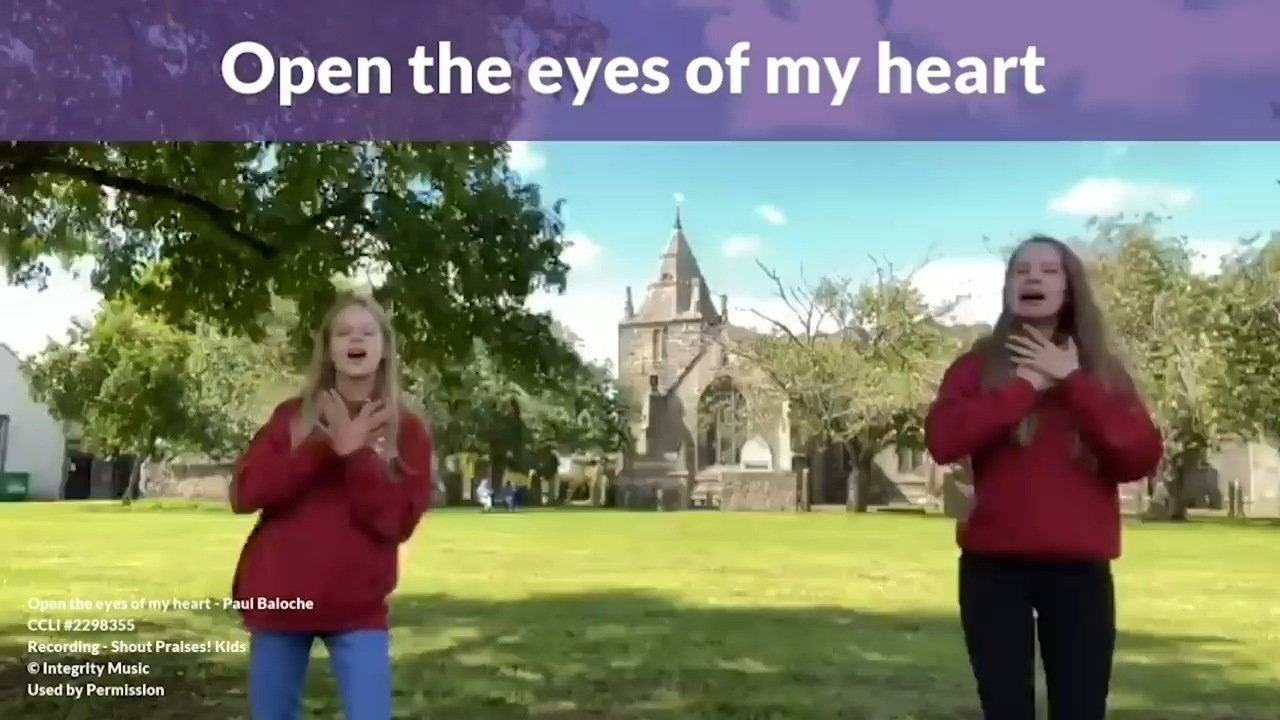 Open the eyes of my heart
Open the eyes of my heart - Paul Baloche
CCLI #2298355
Recording - Shout Praises! Kids
© Integrity Music
Used by Permission